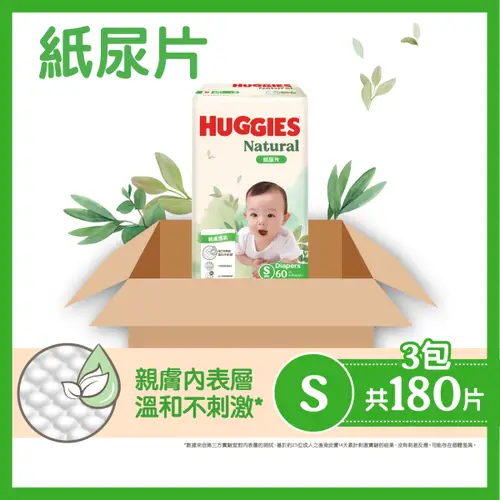 紙尿片
HUGGIES
Natural
紙尿片
S
Diapers
60
親膚內表層
溫和不刺激*
S
3包
共180片